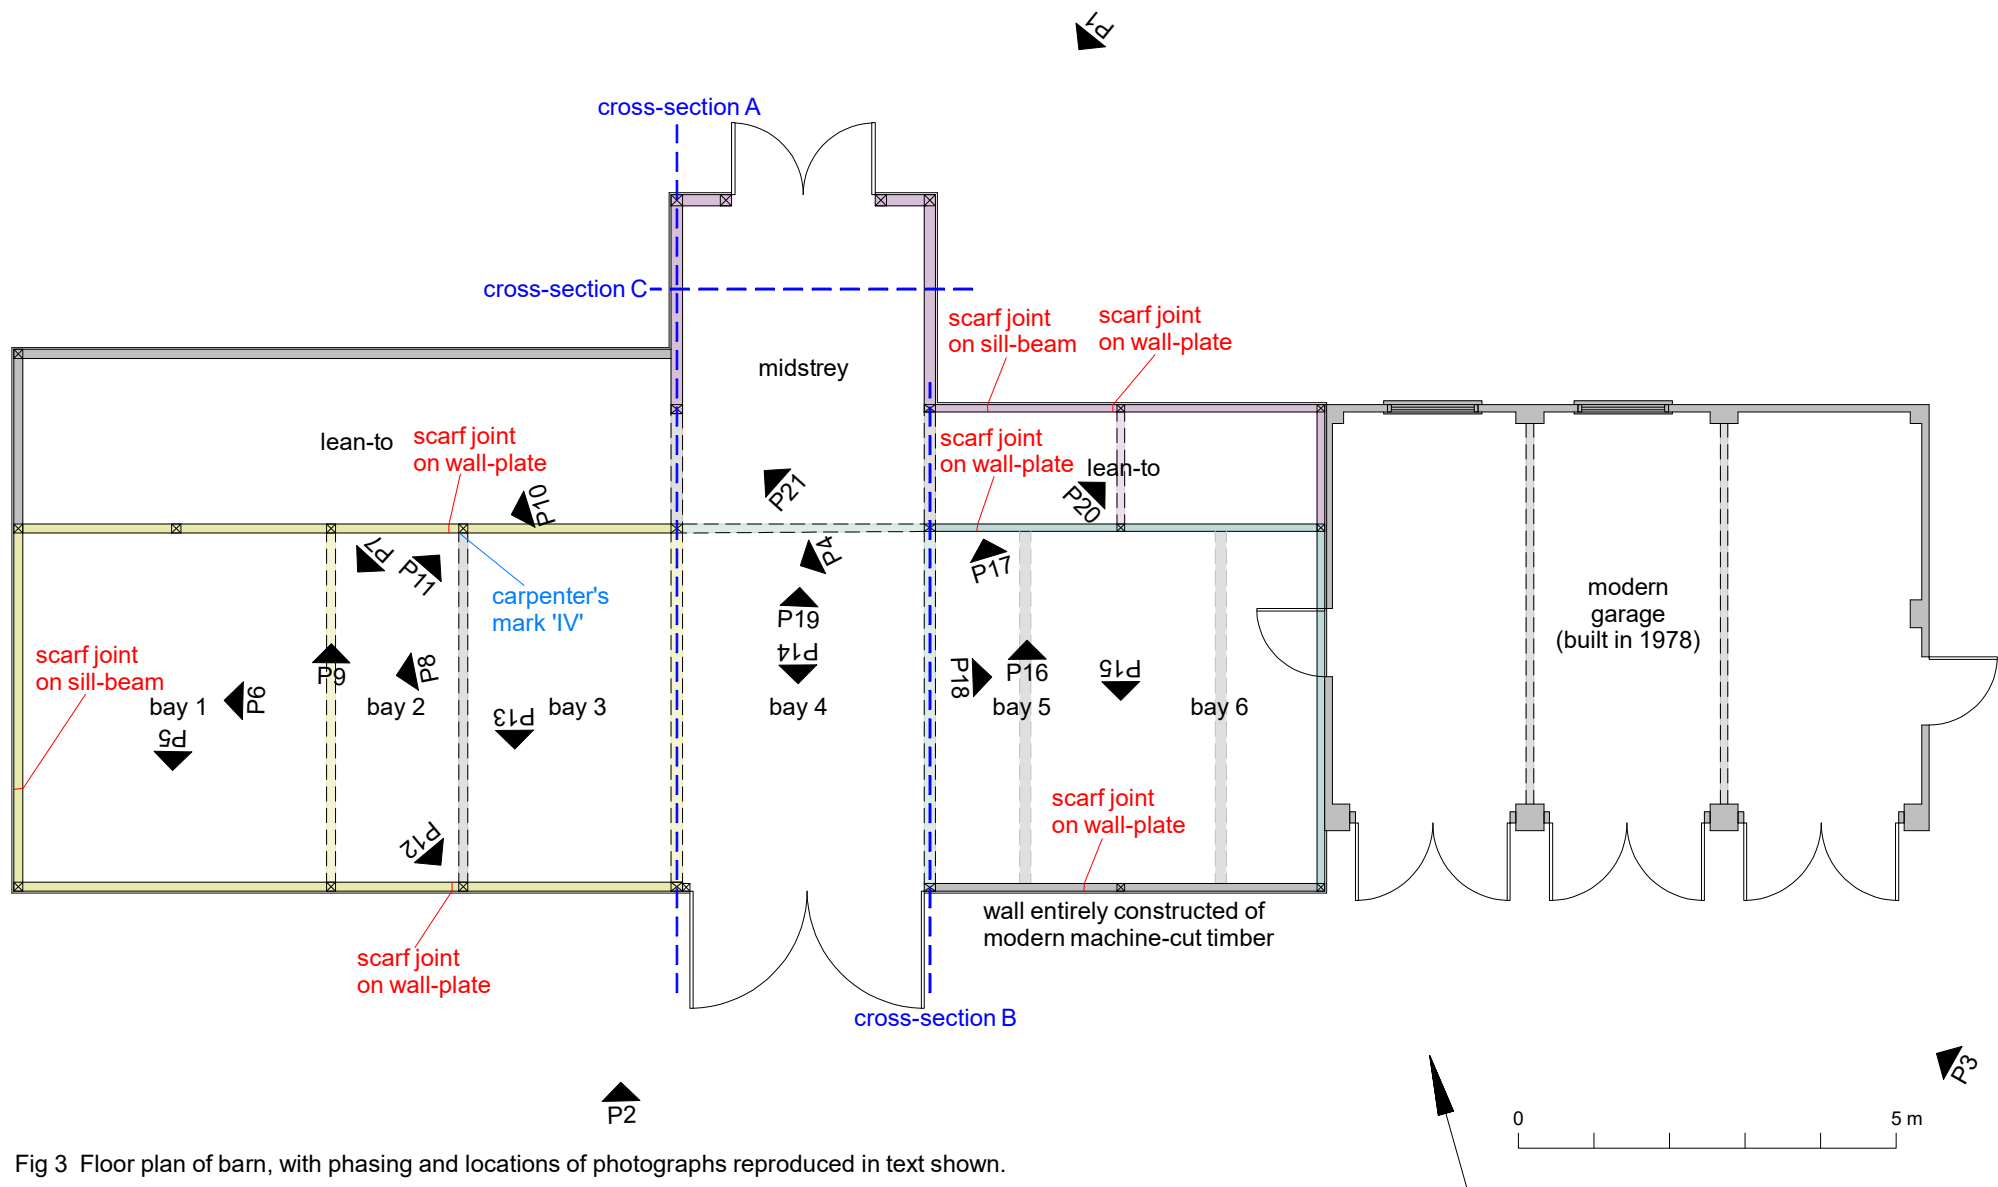 P1
cross-section A
cross-section C
scarf joint
on sill-beam
scarf joint
on wall-plate
midstrey
lean-to
scarf joint
on wall-plate
scarf joint
on wall-plate
lean-to
P10
P21
P20
P7
P11
P4
P17
carpenter's
mark 'IV'
P19
modern
garage
(built in 1978)
scarf joint
on sill-beam
P9
P8
P14
P18
P16
P15
bay 1
P6
bay 2
bay 3
bay 4
bay 5
bay 6
P5
P13
P12
scarf joint
on wall-plate
wall entirely constructed of
modern machine-cut timber
scarf joint
on wall-plate
cross-section B
P2
P3
0
5 m
Fig 3 Floor plan of barn, with phasing and locations of photographs reproduced in text shown.